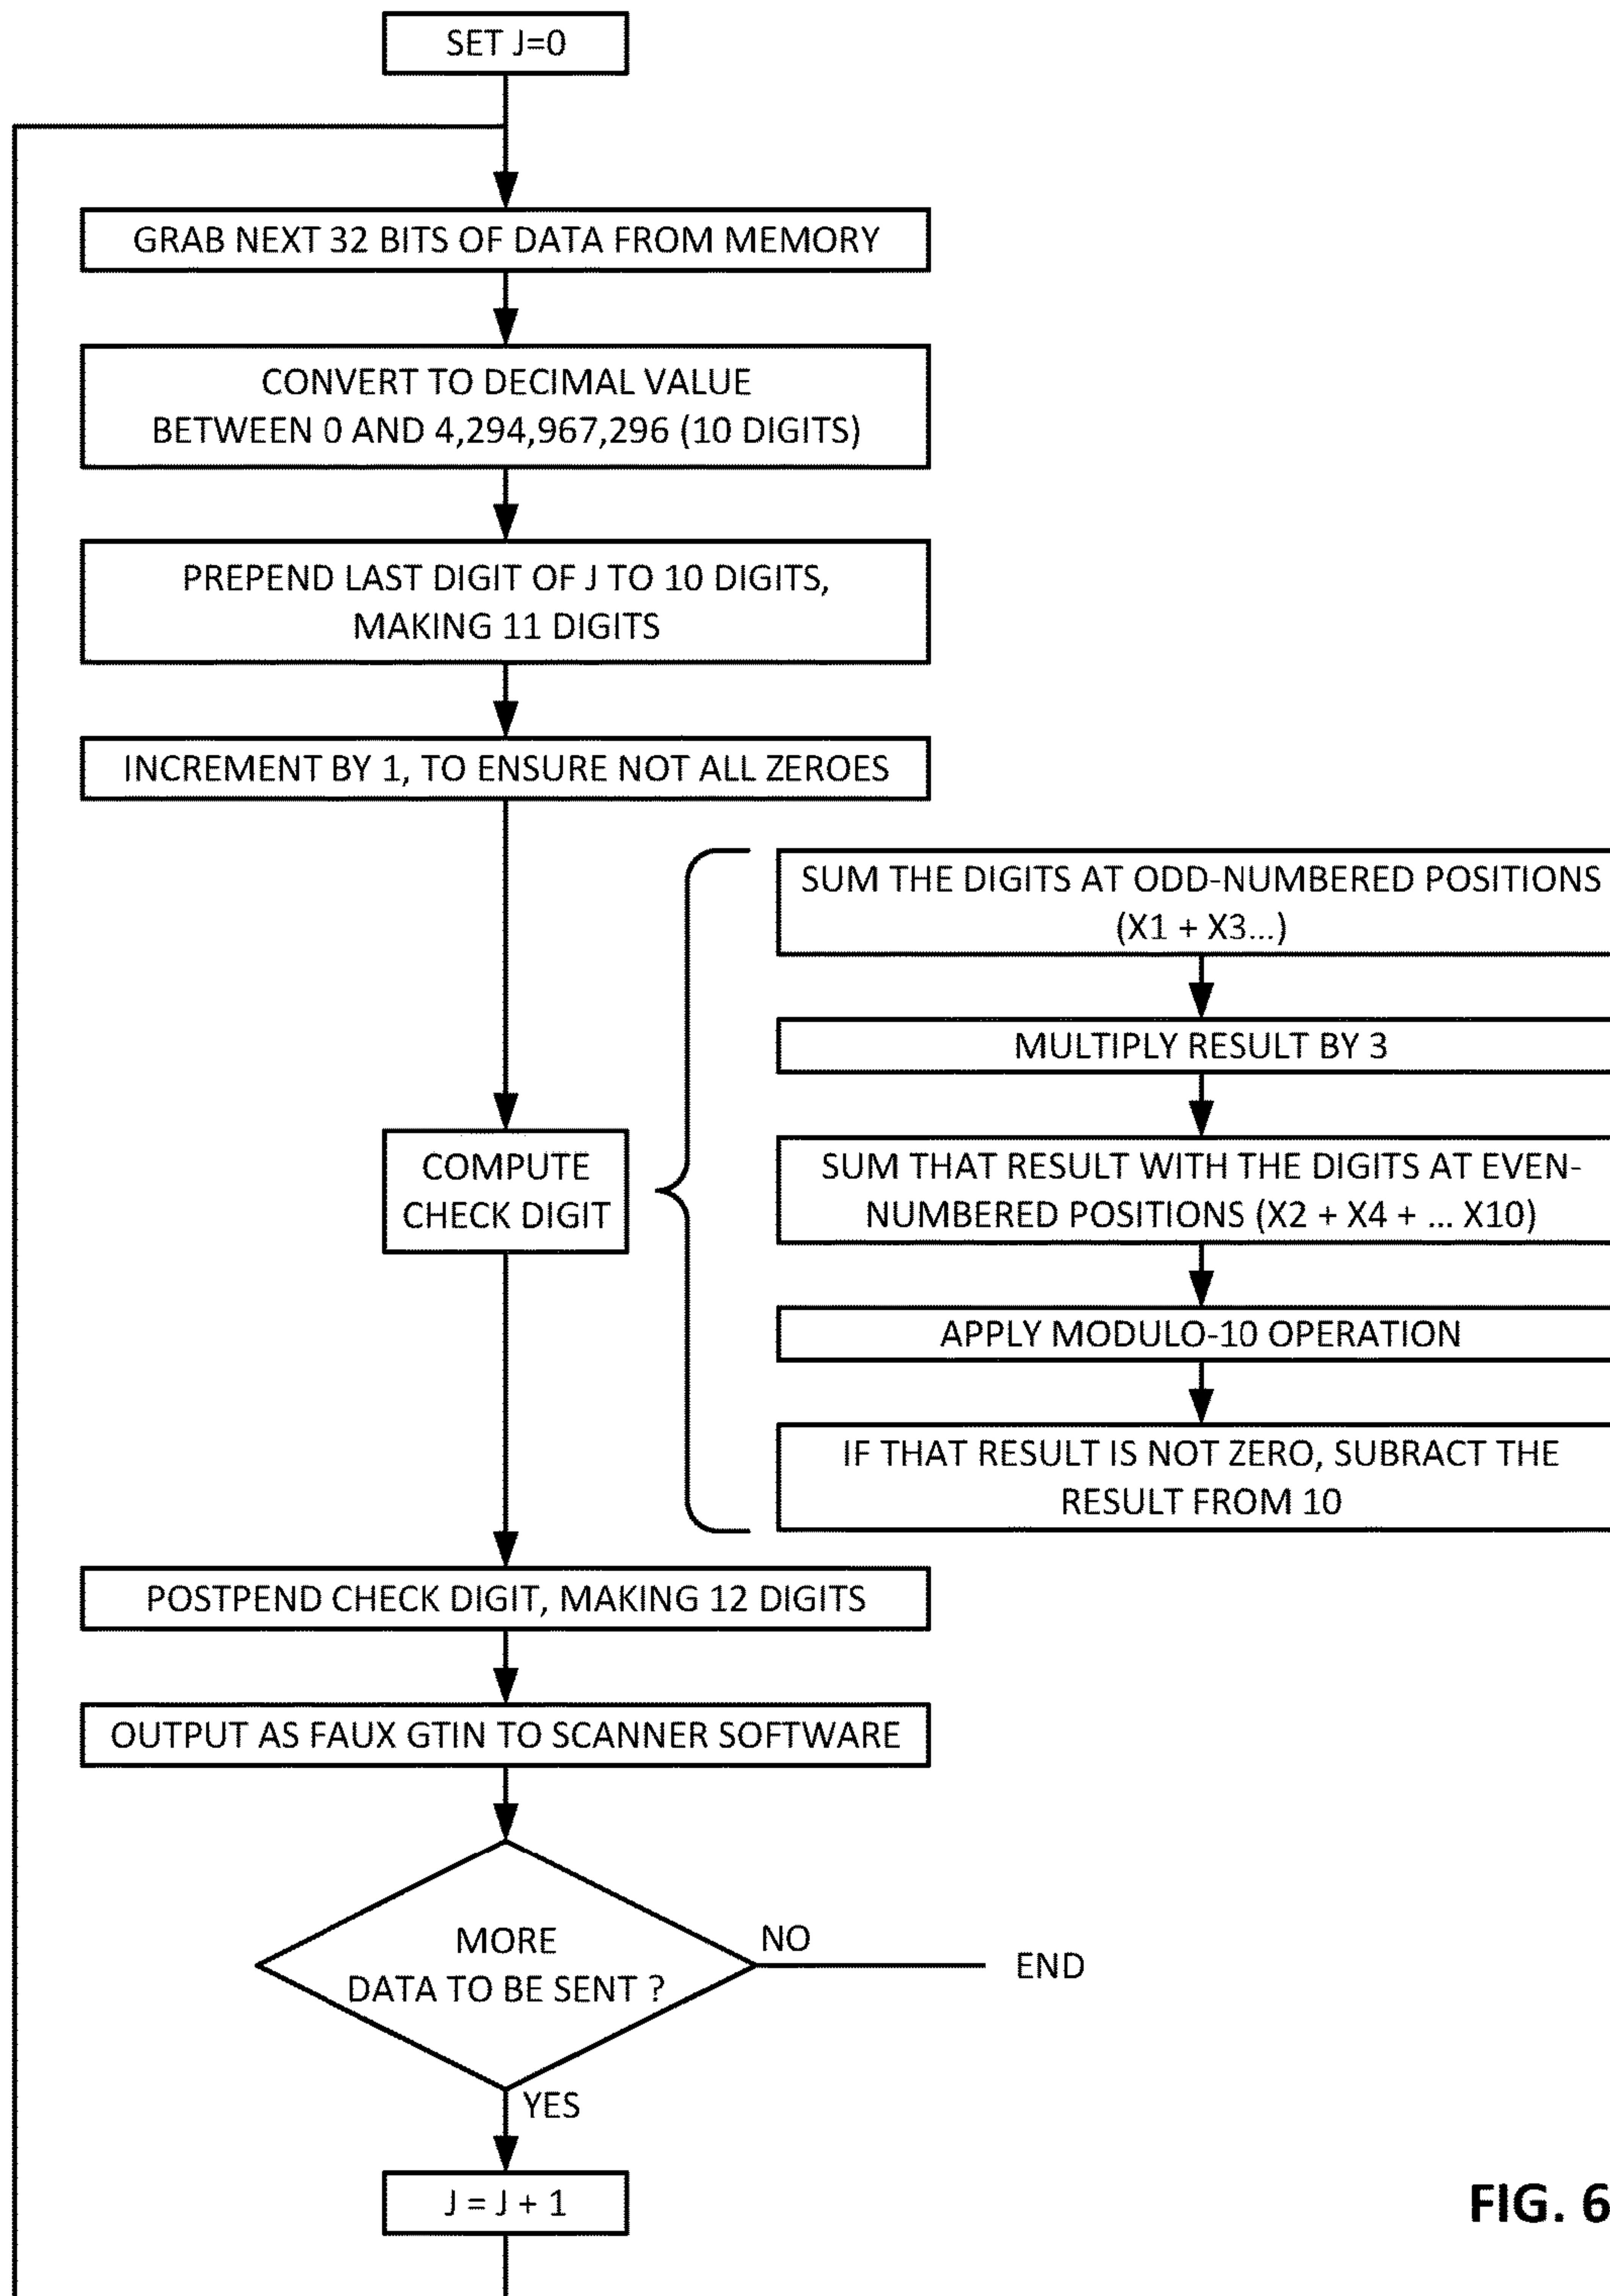 SET J=0
GRAB NEXT 32 BITS OF DATA FROM MEMORY
CONVERT TO DECIMAL VALUE
BETWEEN 0 AND 4,294,967,296 (10 DIGITS)
PREPEND LAST DIGIT OF J TO 10 DIGITS,
MAKING 11 DIGITS
INCREMENT BY 1, TO ENSURE NOT ALL ZEROES
COMPUTE
CHECK DIGIT
SUM THE DIGITS AT ODD-NUMBERED POSITIONS
(X1 + X3...)
MULTIPLY RESULT BY 3
SUM THAT RESULT WITH THE DIGITS AT EVEN-
NUMBERED POSITIONS (X2 + X4 + ... X10)
APPLY MODULO-10 OPERATION
IF THAT RESULT IS NOT ZERO, SUBRACT THE
RESULT FROM 10
POSTPEND CHECK DIGIT, MAKING 12 DIGITS
OUTPUT AS FAUX GTIN TO SCANNER SOFTWARE
MORE
DATA TO BE SENT ?
NO
END
YES
J = J + 1
FIG. 6